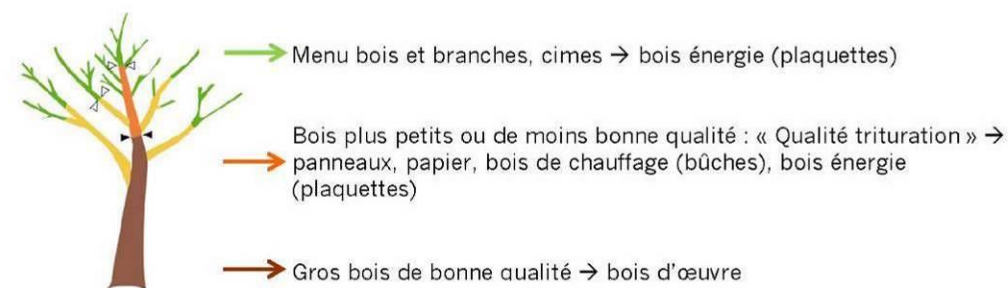 Menu bois et branches, cimes → bois énergie (plaquettes)
Bois plus petits ou de moins bonne qualité : « Qualité trituration » →
panneaux, papier, bois de chauffage (bûches), bois énergie
(plaquettes)
Gros bois de bonne qualité → bois d'œuvre